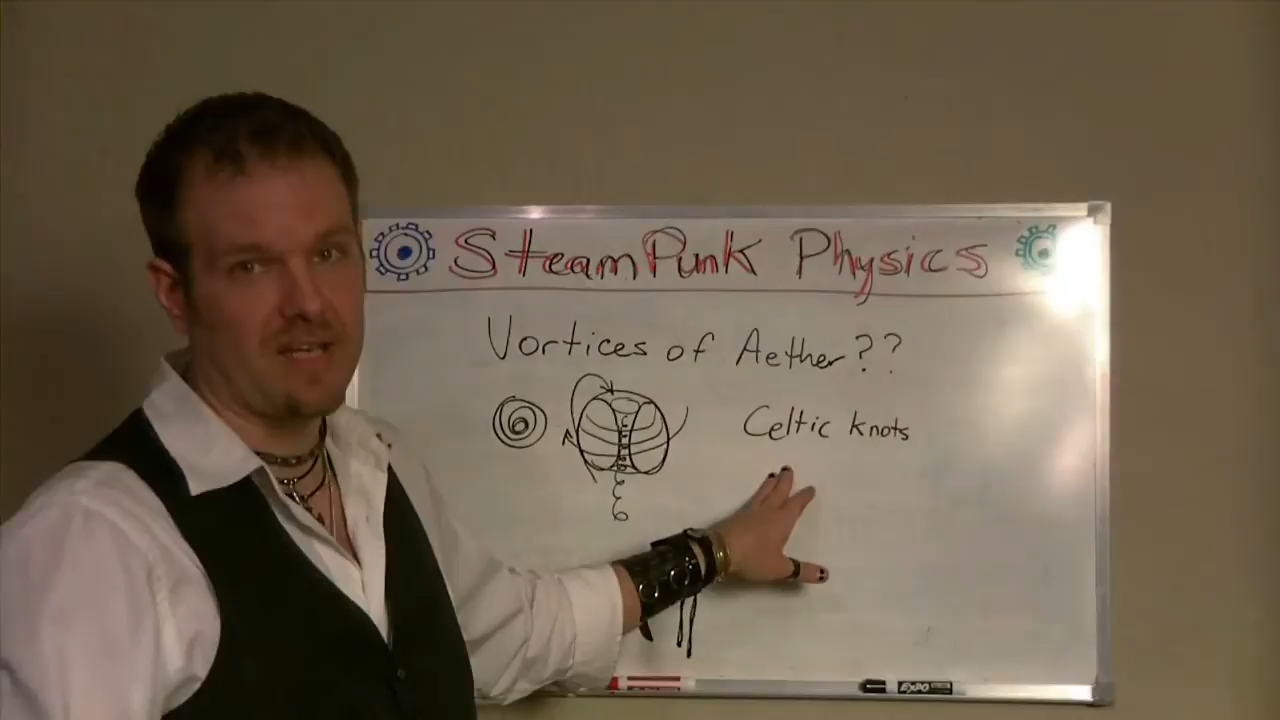 SteamPunk Physics
Vortices of Aether??
Celtic knots
EXPO